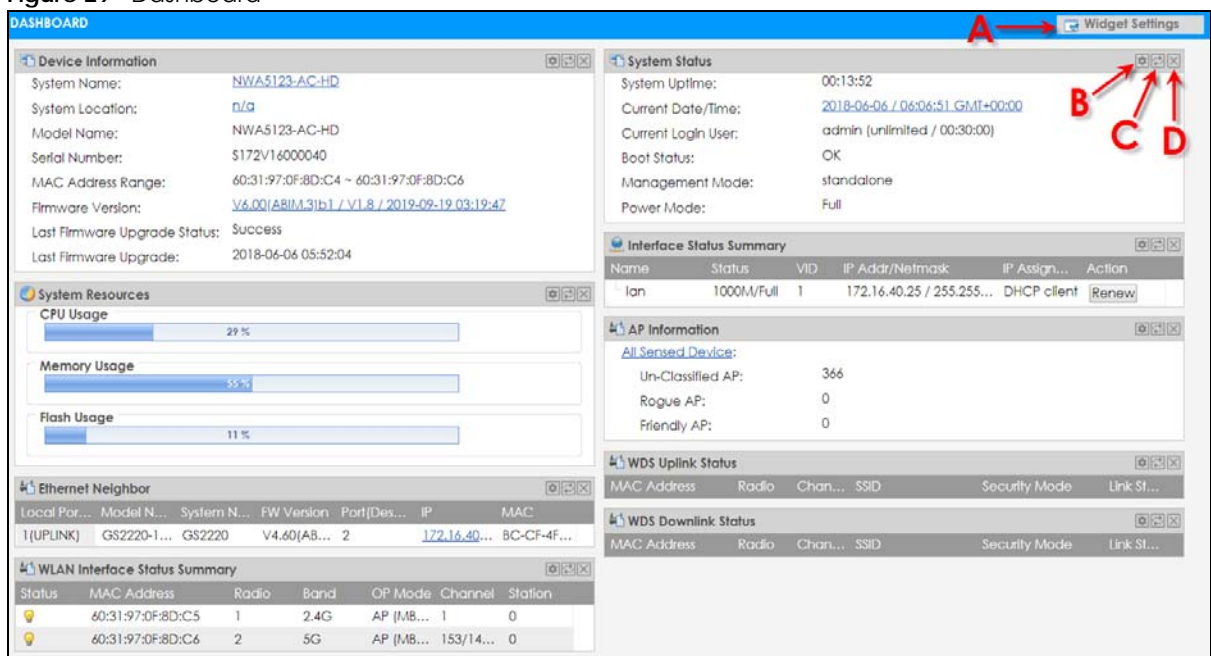 DASHBOARD
A
Widget Settings
Device Information
System Name: NWA5123-AC-HD
System Location: n/a
Model Name: NWA5123-AC-HD
Serial Number: S172V16000040
MAC Address Range: 60:31:97:0F:8D:C4 ~ 60:31:97:0F:8D:C6
Firmware Version: V6.00(ABIM.3)b1 / V1.8 / 2019-09-19 03:19:47
Last Firmware Upgrade Status: Success
Last Firmware Upgrade: 2018-06-06 05:52:04
System Resources
CPU Usage
29 %
Memory Usage
55 %
Flash Usage
11 %
Ethernet Neighbor
Local Por... Model N... System N... FW Version Port(Des... IP MAC
1(UPLINK) GS2220-1... GS2220 V4.60(AB... 2 172.16.40... BC-CF-4F...
WLAN Interface Status Summary
Status MAC Address Radio Band OP Mode Channel Station
60:31:97:0F:8D:C5 1 2.4G AP (MB... 1 0
60:31:97:0F:8D:C6 2 5G AP (MB... 153/14... 0
System Status
B
C
D
System Uptime: 00:13:52
Current Date/Time: 2018-06-06 / 06:06:51 GMT+00:00
Current Login User: admin (unlimited / 00:30:00)
Boot Status: OK
Management Mode: standalone
Power Mode: Full
Interface Status Summary
Name Status VID IP Addr/Netmask IP Assign... Action
lan 1000M/Full 1 172.16.40.25 / 255.255... DHCP client Renew
AP Information
All Sensed Device:
Un-Classified AP: 366
Rogue AP: 0
Friendly AP: 0
WDS Uplink Status
MAC Address Radio Chan... SSID Security Mode Link St...
WDS Downlink Status
MAC Address Radio Chan... SSID Security Mode Link St...